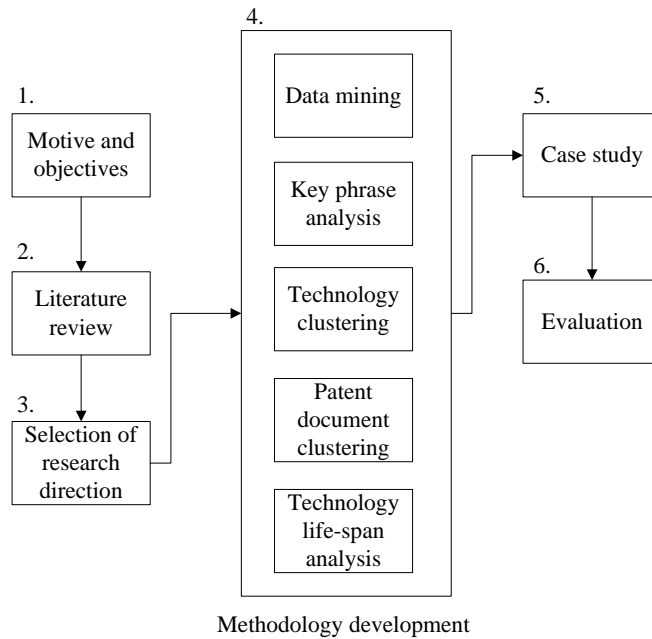 1.
Motive and
objectives
2.
Literature
review
3.
Selection of
research
direction
4.
Data mining
Key phrase
analysis
Technology
clustering
Patent
document
clustering
Technology
life-span
analysis
Methodology development
5.
Case study
6.
Evaluation